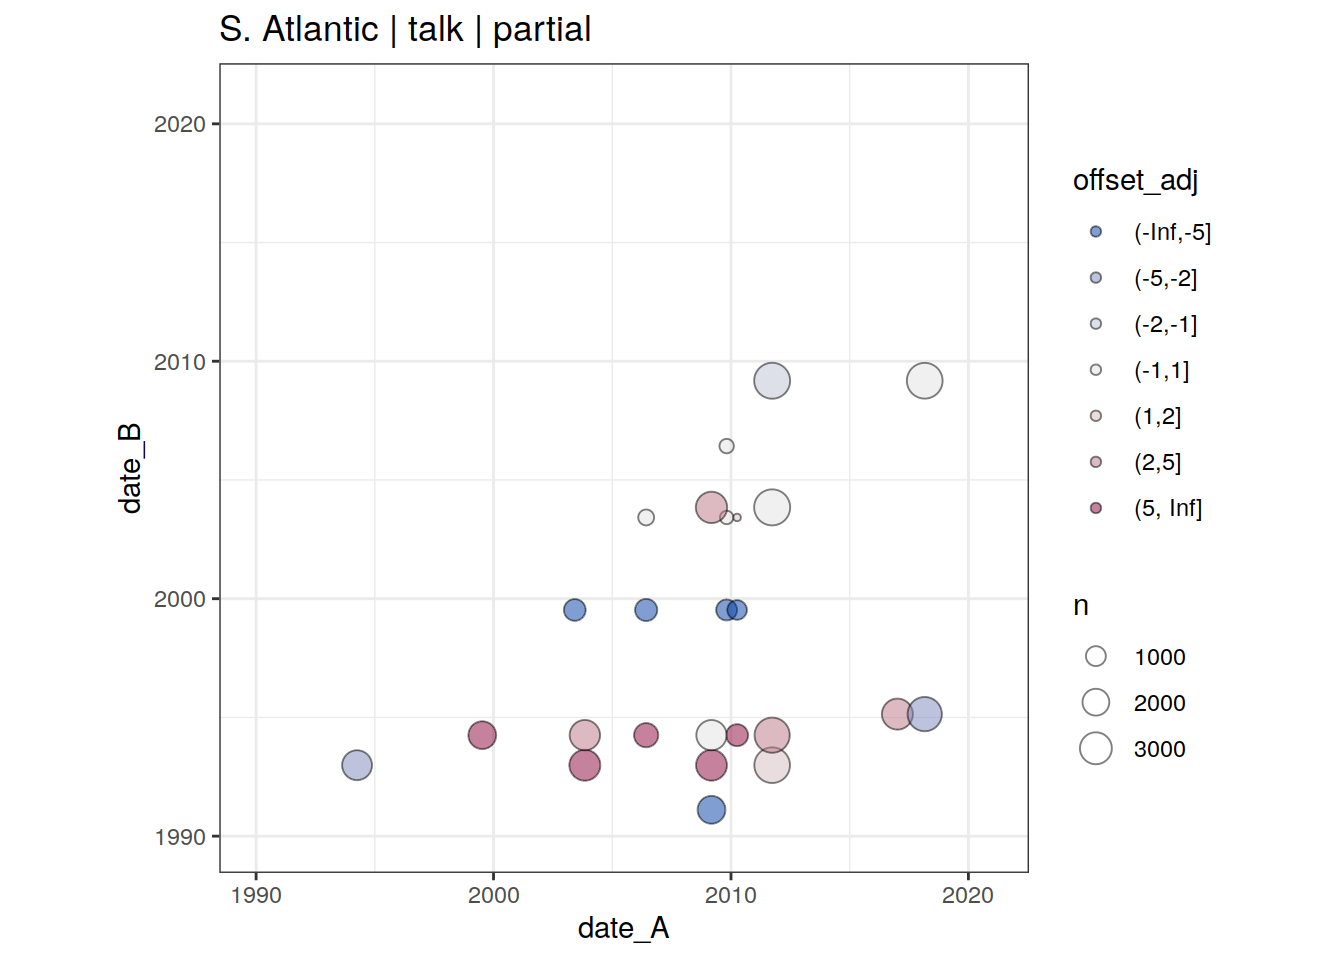 S. Atlantic | talk | partial
2020
2010
2000
1990
date_B
1990
2000
2010
2020
date_A
offset_adj
(-Inf,-5]
(-5,-2]
(-2,-1]
(-1,1]
(1,2]
(2,5]
(5, Inf]
n
1000
2000
3000